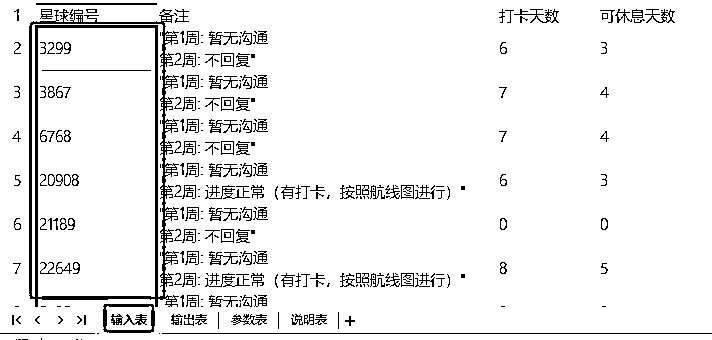 1 星球编号 备注 打卡天数 可休息天数
"第1周: 暂无沟通
2 3299 6 3
第2周: 不回复"
"第1周: 暂无沟通
3 3867 7 4
第2周: 不回复"
"第1周: 暂无沟通
4 6768 7 4
第2周: 不回复"
"第1周: 暂无沟通
5 20908 6 3
第2周: 进度正常（有打卡，按照航线图进行）"
"第1周: 暂无沟通
6 21189 0 0
第2周: 不回复"
"第1周: 暂无沟通
7 22649 8 5
第2周: 进度正常（有打卡，按照航线图进行）"
"第1周: 暂无沟通
输入表 输出表 参数表 说明表 +